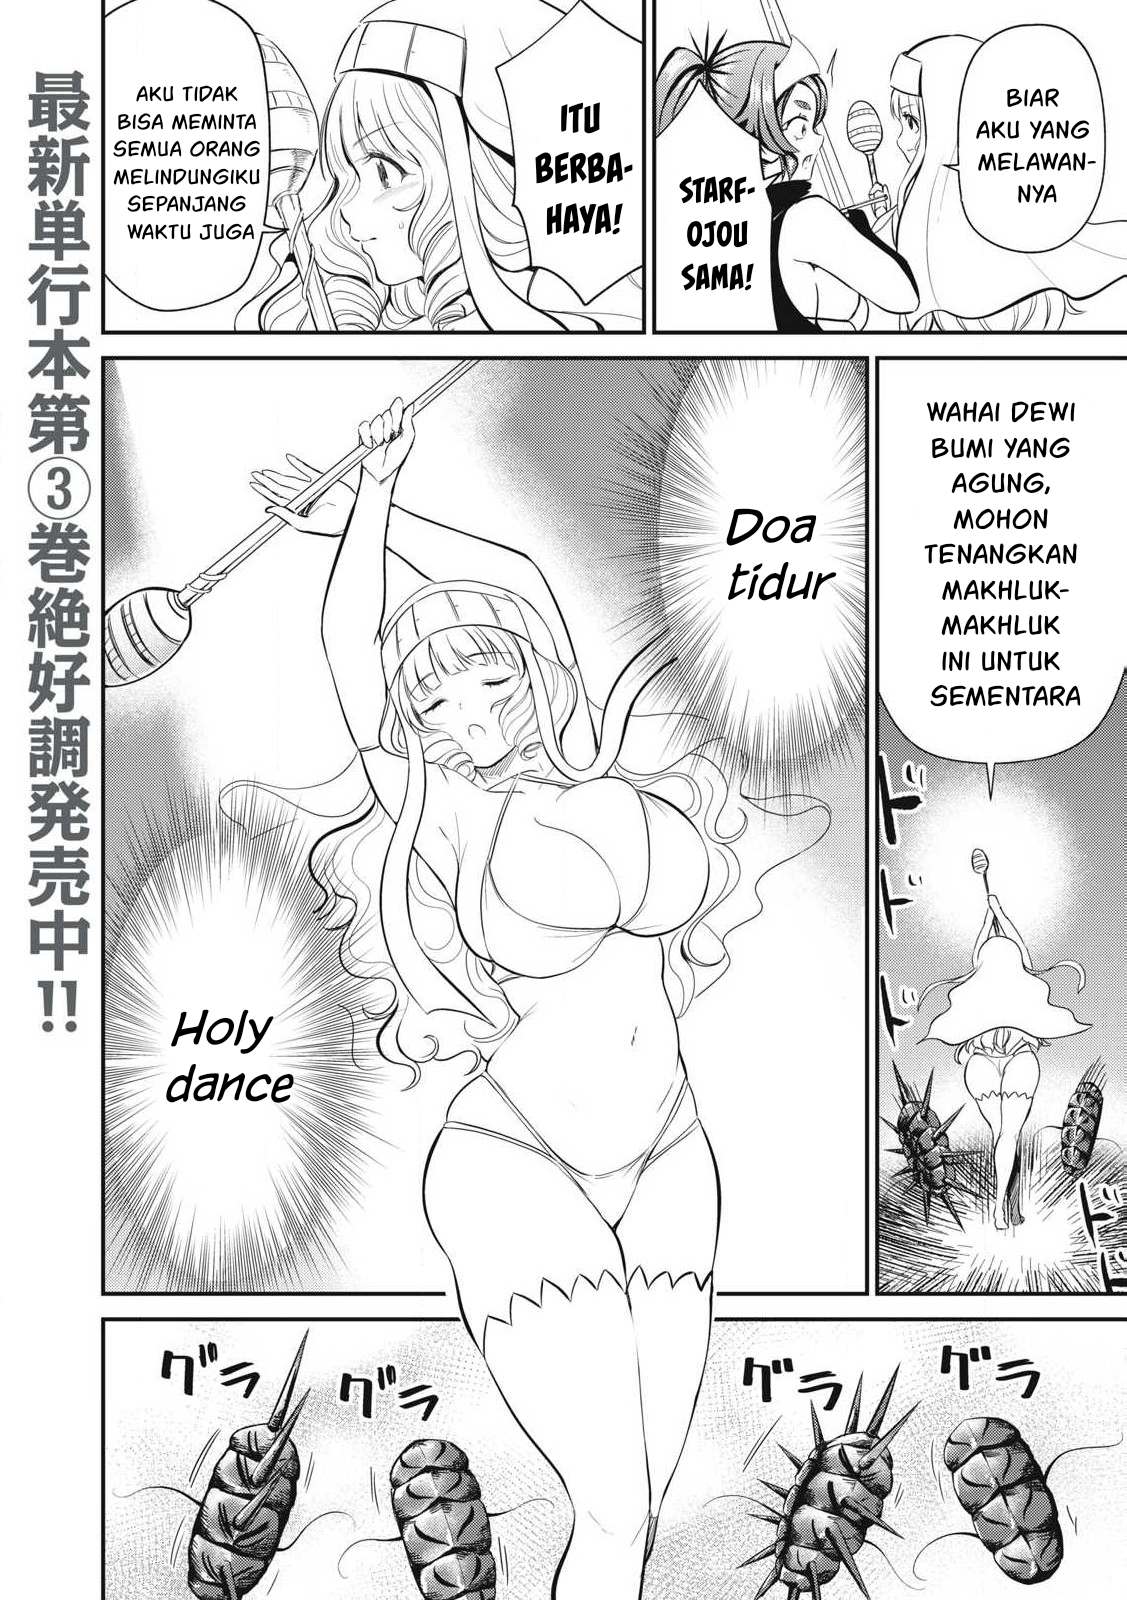 BIAR
AKU YANG
MELAWAN-
NYA
STARF-
OJOU
SAMA!
ITU
BERBA-
HAYA!
AKU TIDAK
BISA MEMINTA
SEMUA ORANG
MELINDUNGIKU
SEPANJANG
WAKTU JUGA
WAHAI DEWI
BUMI YANG
AGUNG,
MOHON
TENANGKAN
MAKHLUK-
MAKHLUK
INI UNTUK
SEMENTARA
ドドド
ドド
Doa
tidur
Holy
dance
グラ
グラ
グラ
グラ
最新単行本第③巻絶好調発売中!!